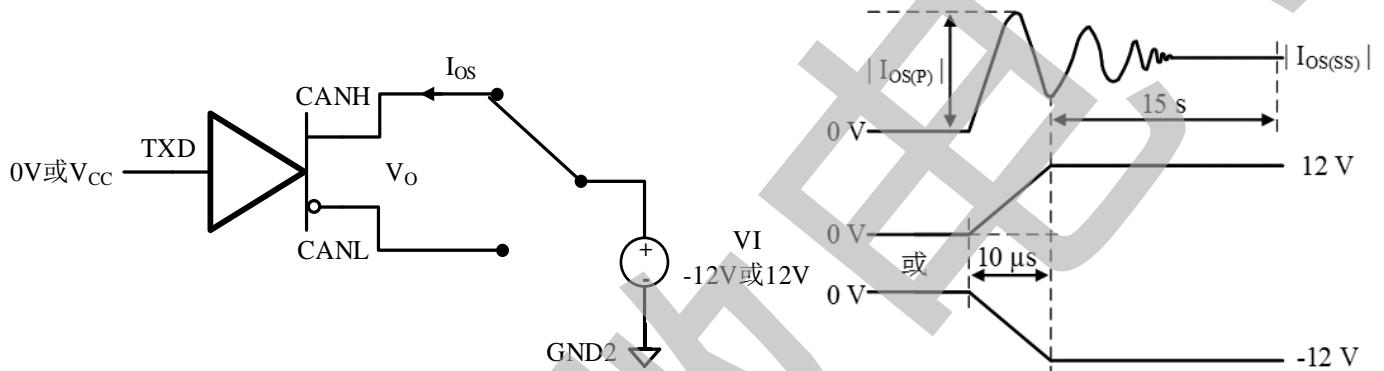 I_OS
CANH
TXD
0V或V_CC
V_O
CANL
VI
+
-
-12V或12V
GND2
| I_OS(P) |
| I_OS(SS) |
15 s
0 V
12 V
0 V
或
10 µs
0 V
-12 V